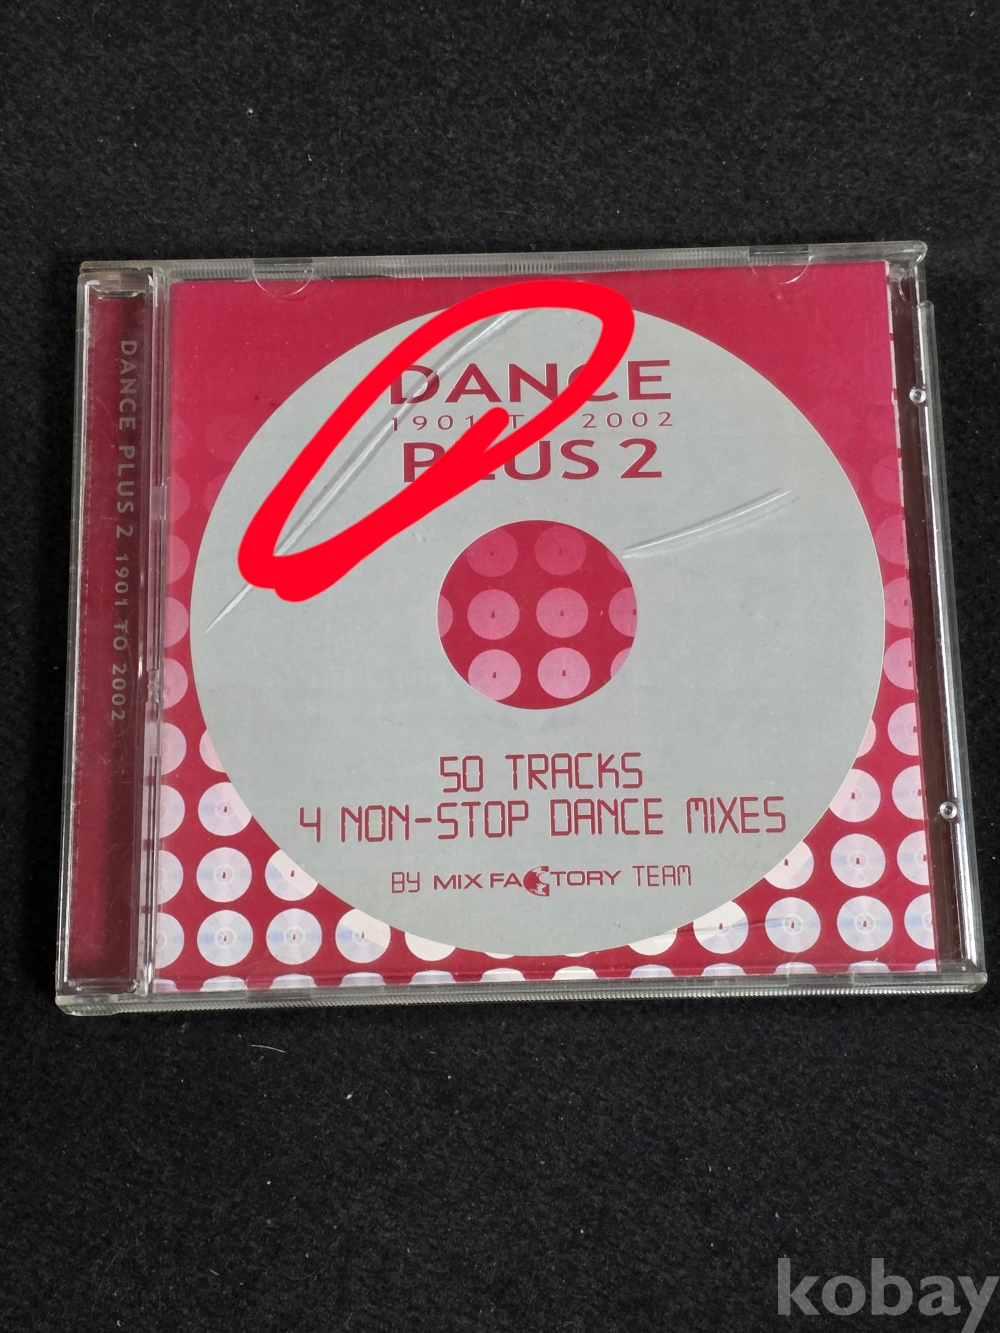 DANCE
1901 TO 2002
PLUS 2
50 TRACKS
4 NON-STOP DANCE MIXES
BY MIX FACTORY TEAM
DANCE PLUS 2 1901 TO 2002
kobay